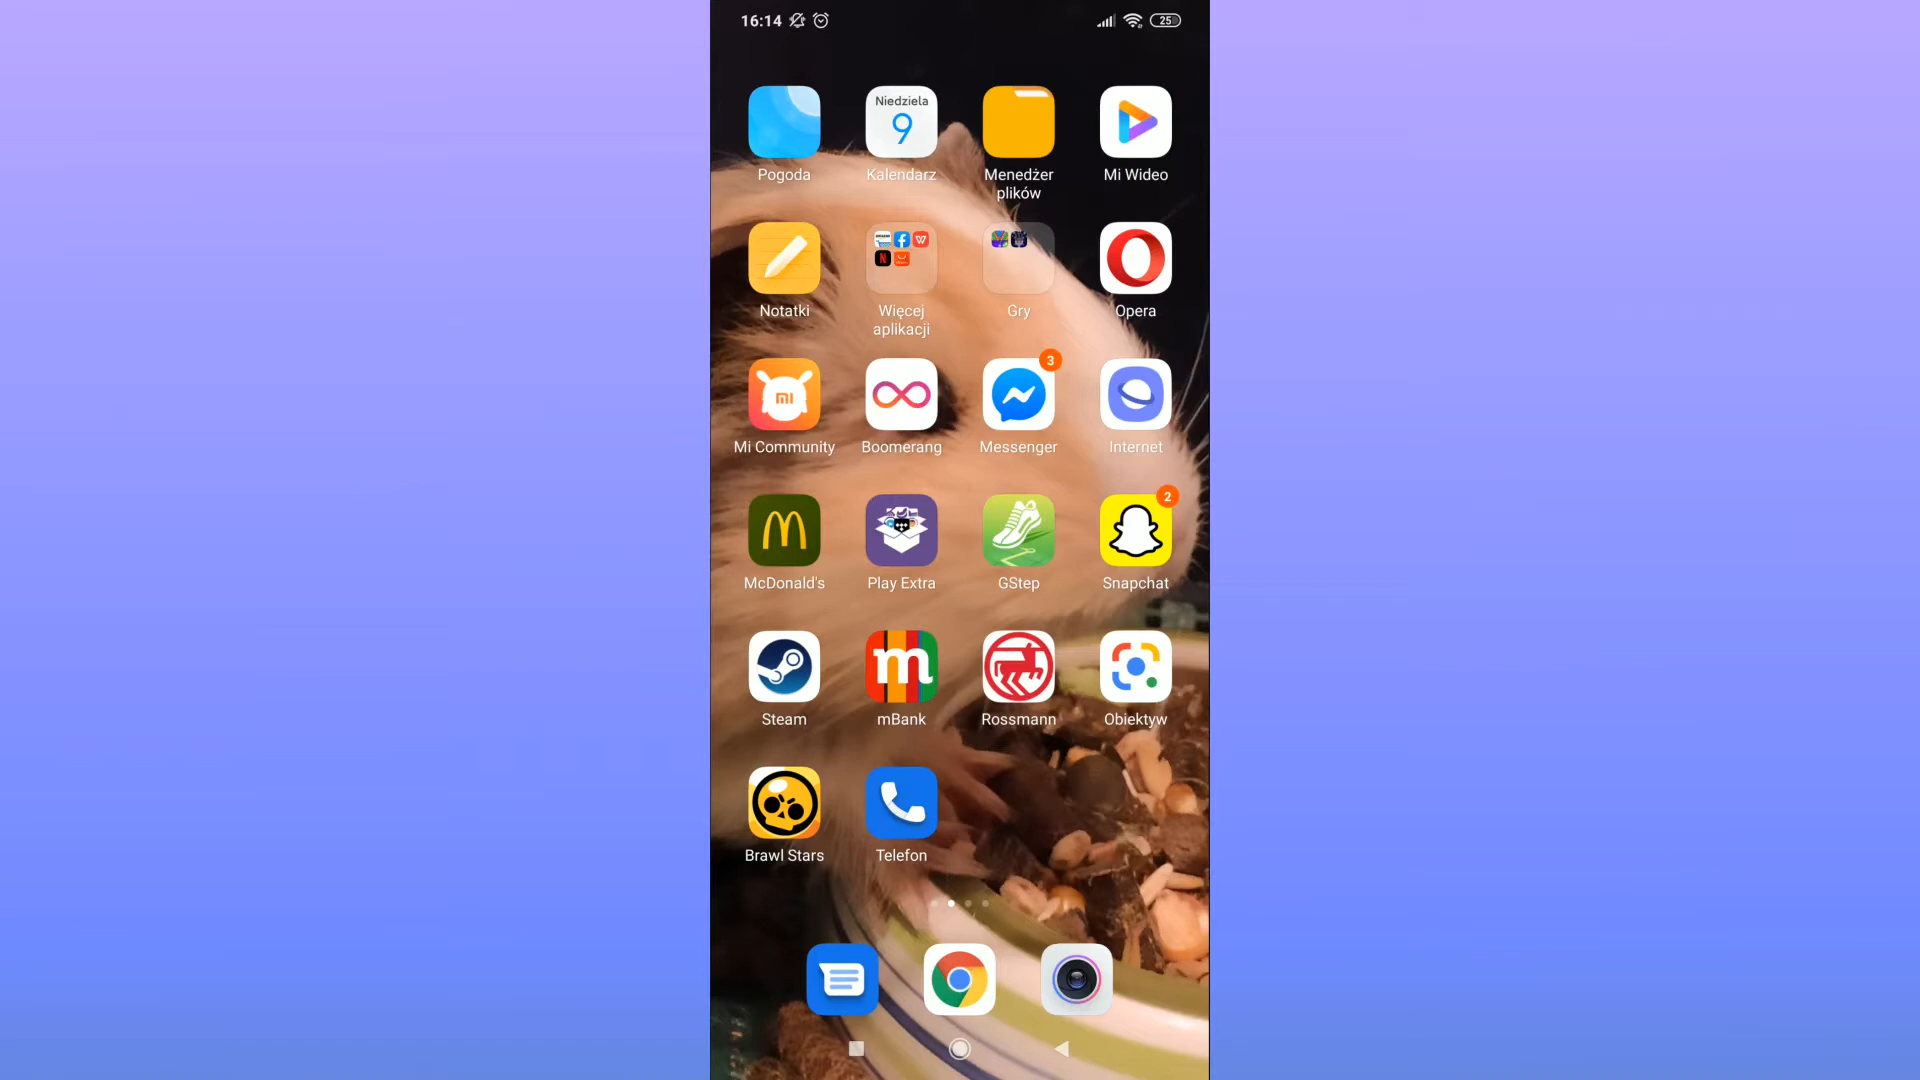 16:14
25
Niedziela
9
Pogoda
Kalendarz
Menedżer
plików
Mi Wideo
Notatki
Więcej
aplikacji
Gry
Opera
3
mi
Mi Community
Boomerang
Messenger
Internet
2
McDonald's
Play Extra
GStep
Snapchat
m
Steam
mBank
Rossmann
Obiektyw
Brawl Stars
Telefon